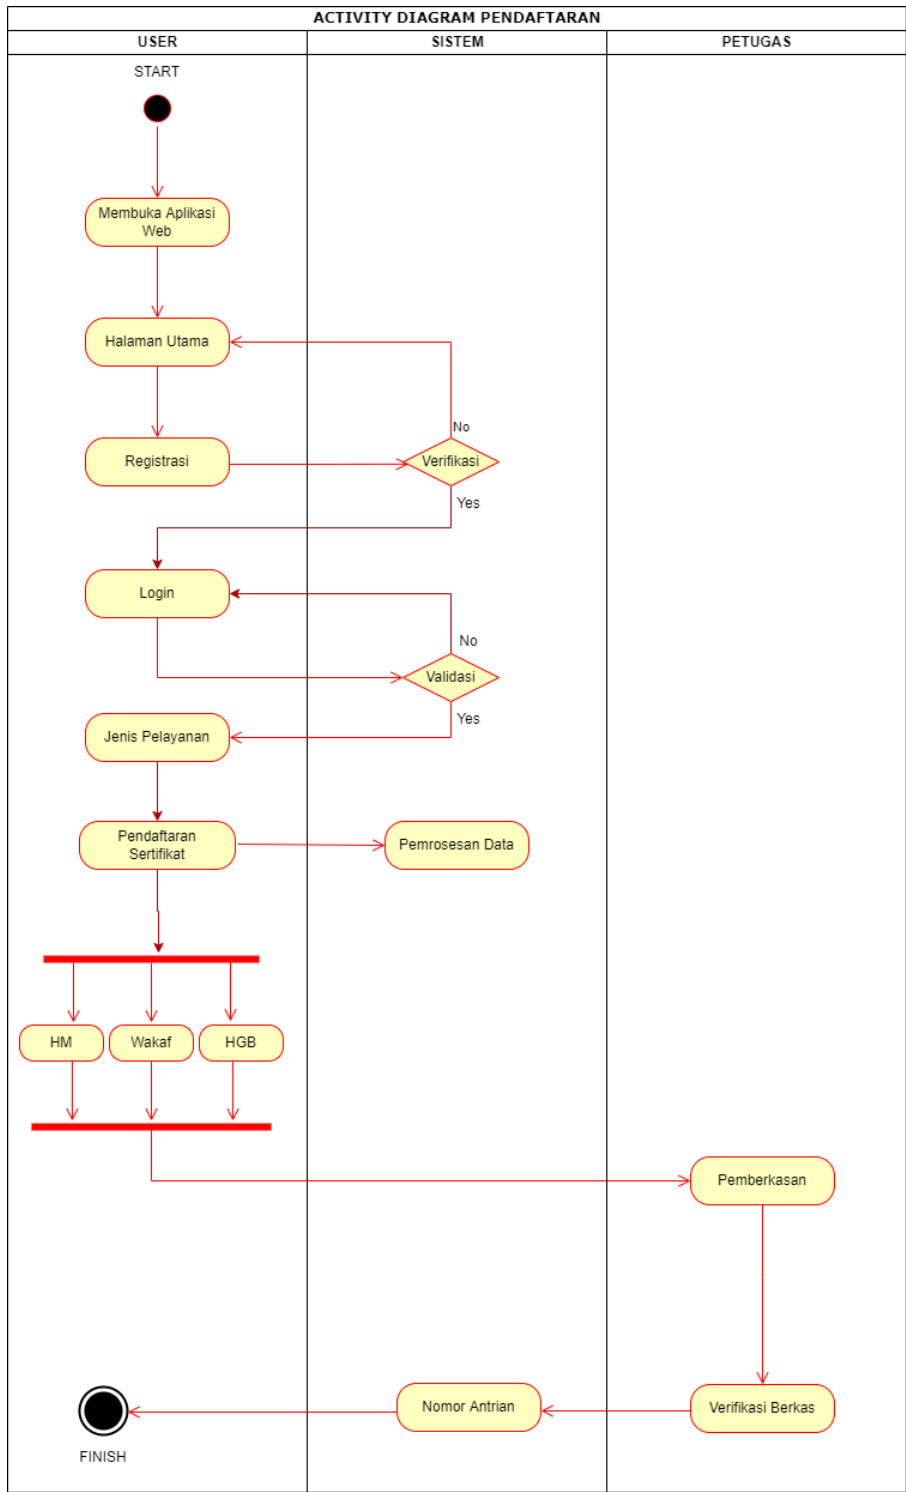 ACTIVITY DIAGRAM PENDAFTARAN
USER
SISTEM
PETUGAS
START
Membuka Aplikasi
Web
Halaman Utama
No
Registrasi
Verifikasi
Yes
Login
No
Validasi
Yes
Jenis Pelayanan
Pendaftaran
Sertifikat
Pemrosesan Data
HM
Wakaf
HGB
Pemberkasan
Verifikasi Berkas
Nomor Antrian
FINISH